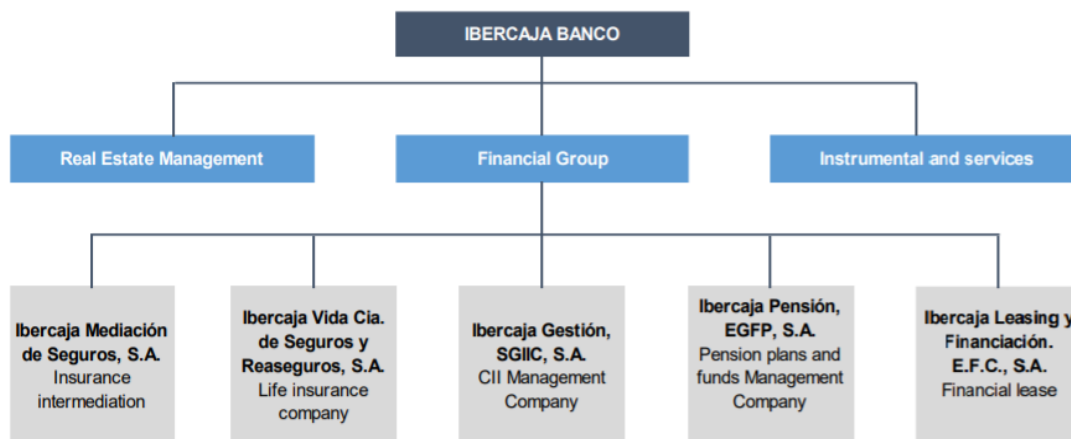 IBERCAJA BANCO
Real Estate Management
Financial Group
Instrumental and services
Ibercaja Mediación
de Seguros, S.A.
Insurance
intermediation
Ibercaja Vida Cia.
de Seguros y
Reaseguros, S.A.
Life insurance
company
Ibercaja Gestión,
SGIIC, S.A.
CII Management
Company
Ibercaja Pensión,
EGFP, S.A.
Pension plans and
funds Management
Company
Ibercaja Leasing y
Financiación.
E.F.C., S.A.
Financial lease